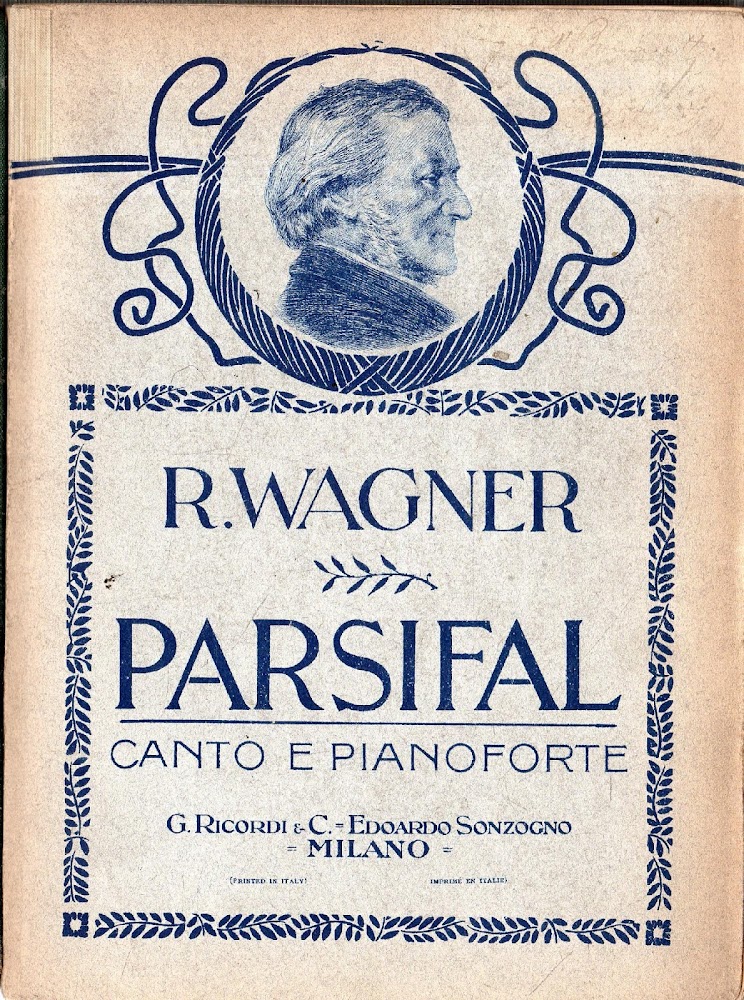 R. WAGNER
PARSIFAL
CANTO E PIANOFORTE
G. RICORDI & C. = EDOARDO SONZOGNO
= MILANO =
(PRINTED IN ITALY) IMPRIMÉ EN ITALIE)